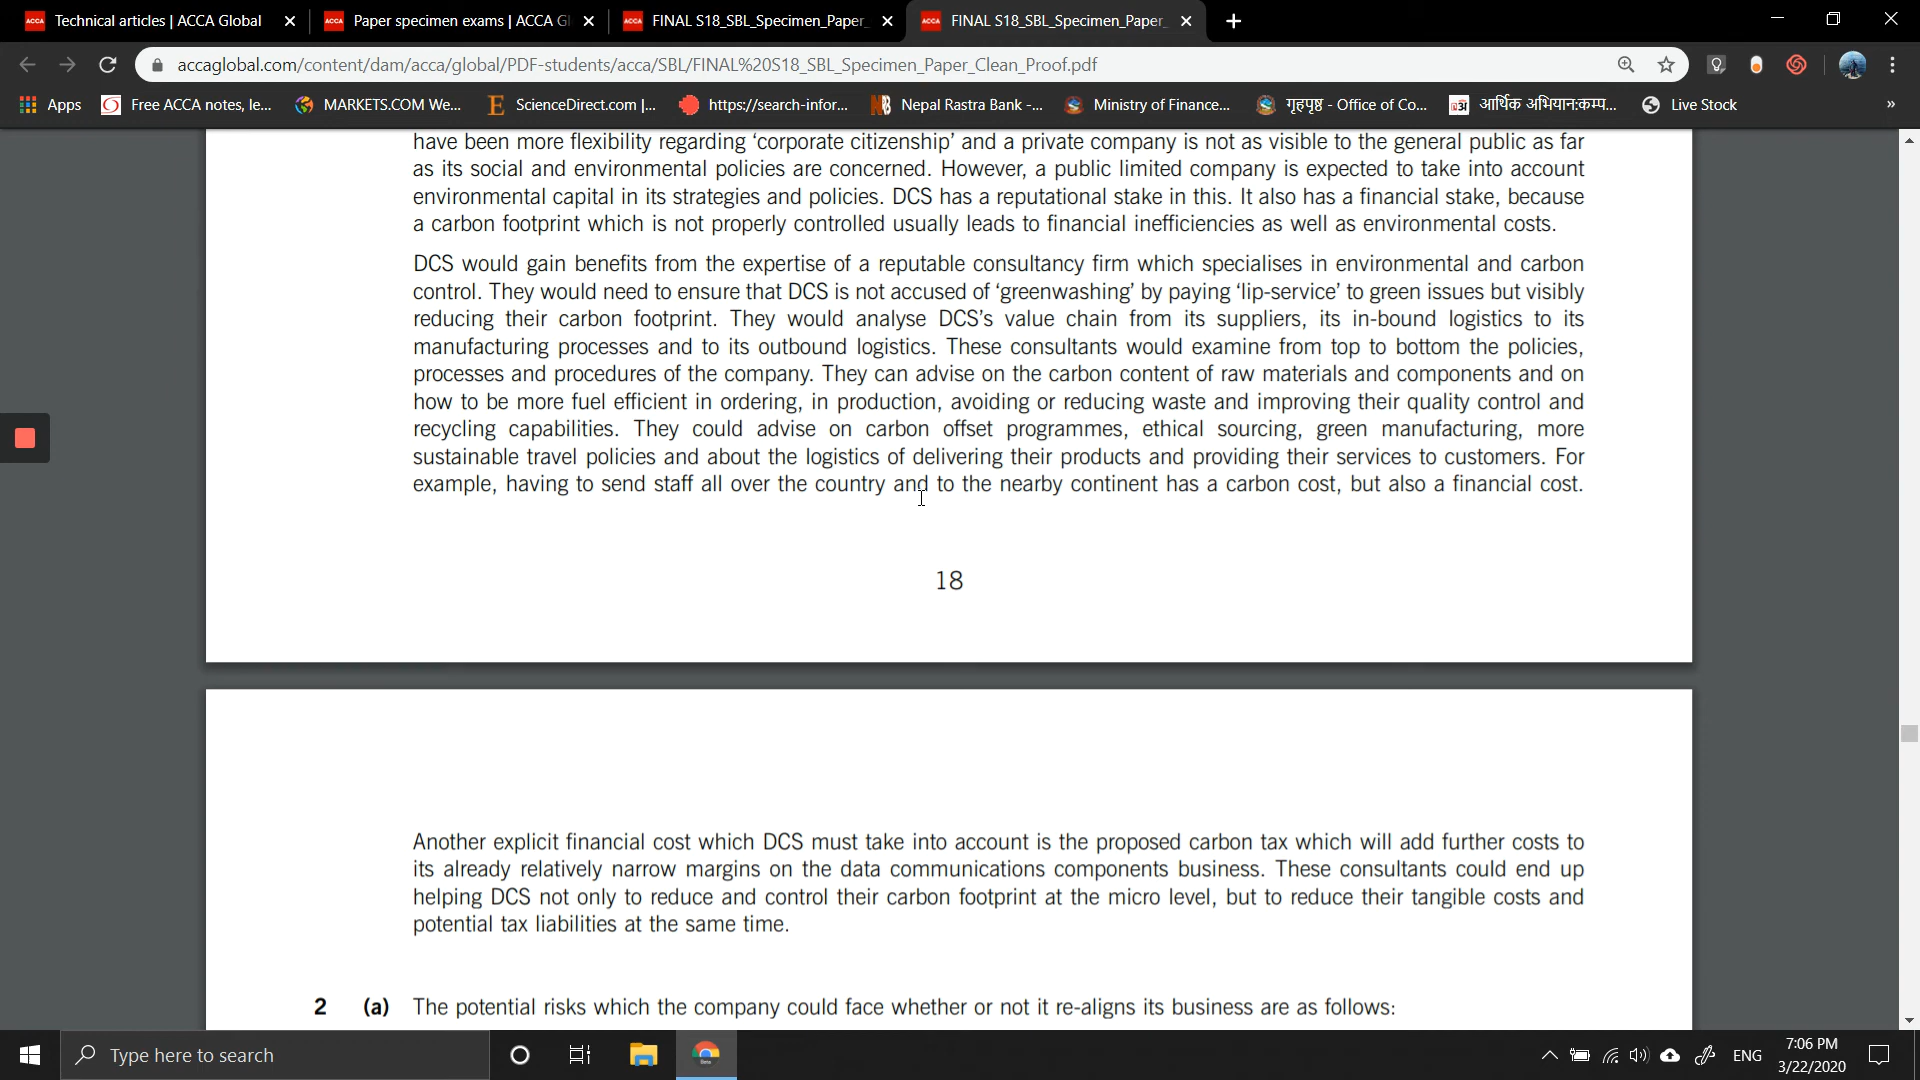 Technical articles | ACCA Global
Paper specimen exams | ACCA Gl
FINAL S18_SBL_Specimen_Paper_
FINAL S18_SBL_Specimen_Paper_
accaglobal.com/content/dam/acca/global/PDF-students/acca/SBL/FINAL%20S18_SBL_Specimen_Paper_Clean_Proof.pdf
Apps Free ACCA notes, le... MARKETS.COM We... ScienceDirect.com |... https://search-infor... Nepal Rastra Bank -... Ministry of Finance... गृहपृष्ठ - Office of Co... आर्थिक अभियान:कम्प... Live Stock »
have been more flexibility regarding ‘corporate citizenship’ and a private company is not as visible to the general public as far
as its social and environmental policies are concerned. However, a public limited company is expected to take into account
environmental capital in its strategies and policies. DCS has a reputational stake in this. It also has a financial stake, because
a carbon footprint which is not properly controlled usually leads to financial inefficiencies as well as environmental costs.
DCS would gain benefits from the expertise of a reputable consultancy firm which specialises in environmental and carbon
control. They would need to ensure that DCS is not accused of ‘greenwashing’ by paying ‘lip-service’ to green issues but visibly
reducing their carbon footprint. They would analyse DCS’s value chain from its suppliers, its in-bound logistics to its
manufacturing processes and to its outbound logistics. These consultants would examine from top to bottom the policies,
processes and procedures of the company. They can advise on the carbon content of raw materials and components and on
how to be more fuel efficient in ordering, in production, avoiding or reducing waste and improving their quality control and
recycling capabilities. They could advise on carbon offset programmes, ethical sourcing, green manufacturing, more
sustainable travel policies and about the logistics of delivering their products and providing their services to customers. For
example, having to send staff all over the country and to the nearby continent has a carbon cost, but also a financial cost.
18
Another explicit financial cost which DCS must take into account is the proposed carbon tax which will add further costs to
its already relatively narrow margins on the data communications components business. These consultants could end up
helping DCS not only to reduce and control their carbon footprint at the micro level, but to reduce their tangible costs and
potential tax liabilities at the same time.
2 (a) The potential risks which the company could face whether or not it re-aligns its business are as follows:
Type here to search
ENG
7:06 PM
3/22/2020